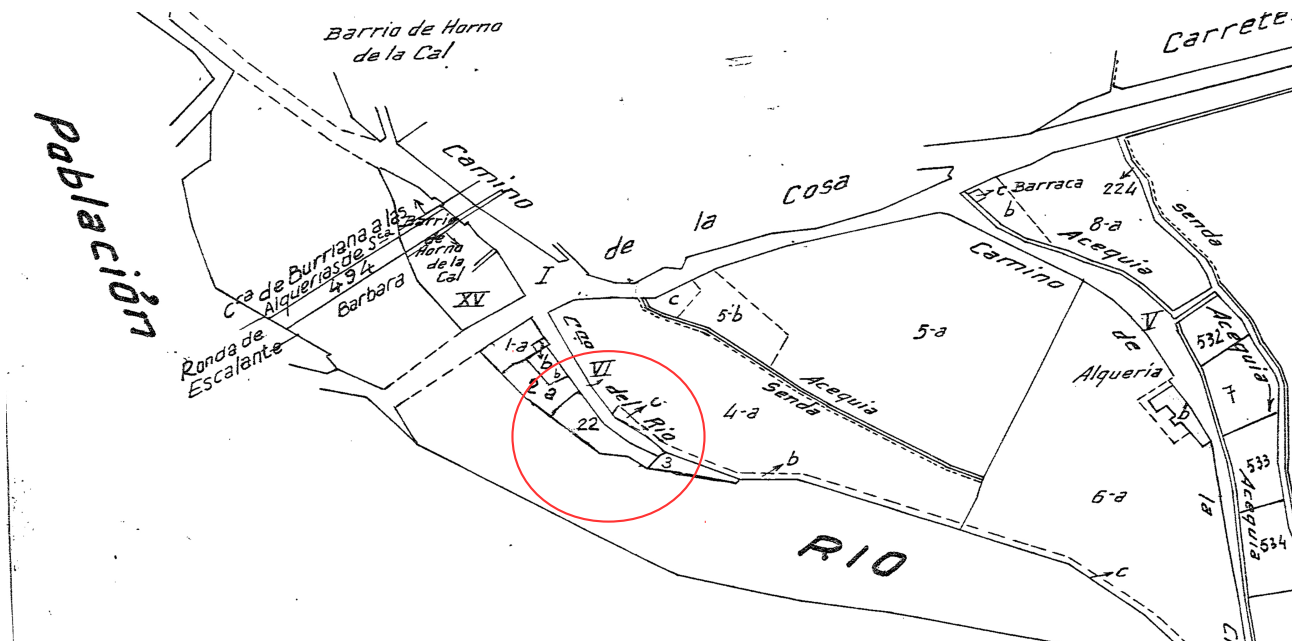 Barrio de Horno
de la Cal
Carrete
Población
Camino
de
la
Cosa
Cra de Burriana a las
Alquerias de Sta
Barbara
494
Ronda de
Escalante
Barrio
de
Horno
de la
Cal
XV
I
c Barraca
b
224
8-a
Acequia
senda
Camino
de
la
V
c
5-b
5-a
Acequia
Senda
4-a
Cno
VI
del
Rio
c
1-a
b
b
2
a
22
3
b
6-a
c
RIO
Alqueria
b
532
Acequia
533
Acequia
534